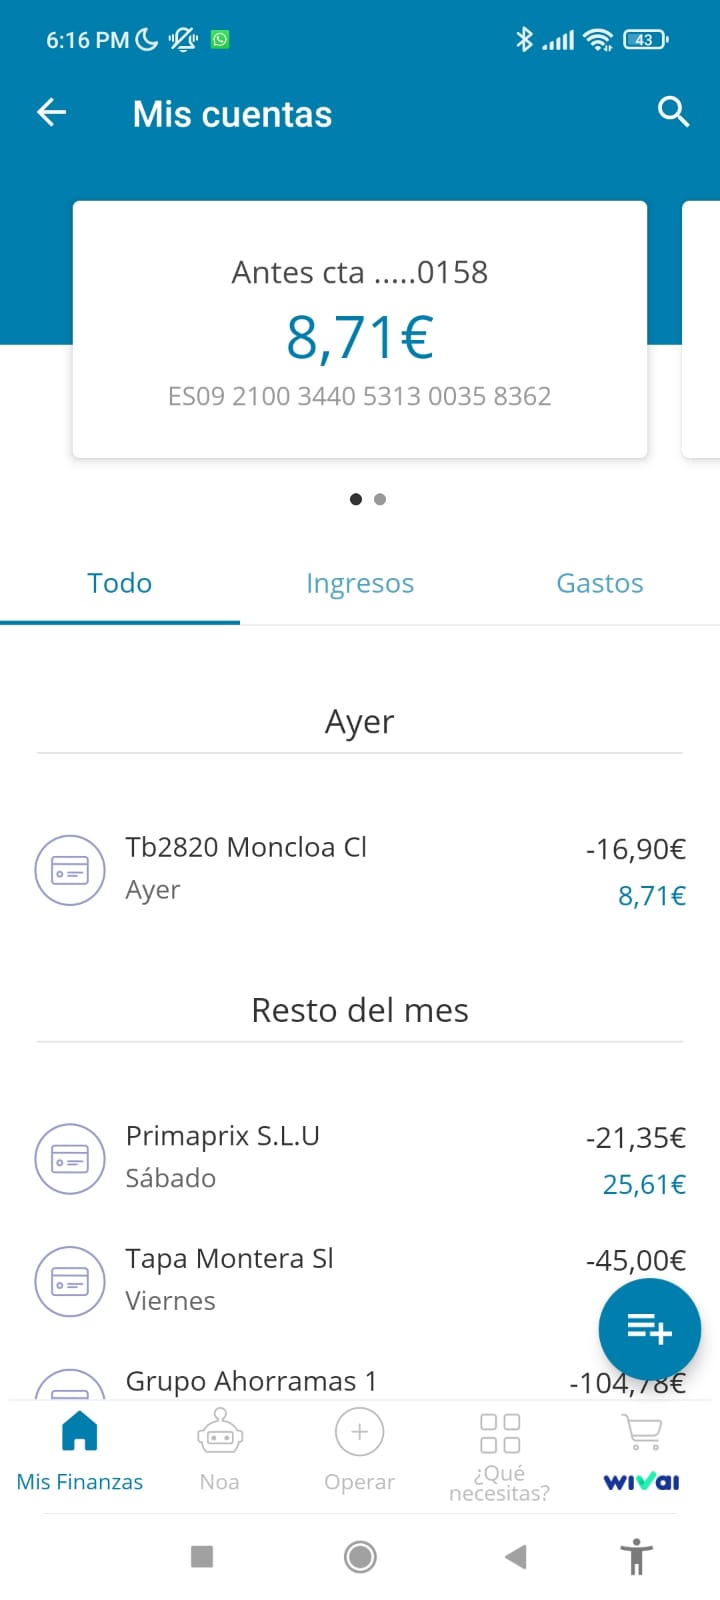 6:16 PM
43
Mis cuentas
Antes cta .....0158
8,71€
ES09 2100 3440 5313 0035 8362
Todo
Ingresos
Gastos
Ayer
Tb2820 Moncloa Cl
-16,90€
Ayer
8,71€
Resto del mes
Primaprix S.L.U
-21,35€
Sábado
25,61€
Tapa Montera Sl
-45,00€
Viernes
Grupo Ahorramas 1
-104,78€
Mis Finanzas
Noa
Operar
¿Qué
necesitas?
wivai